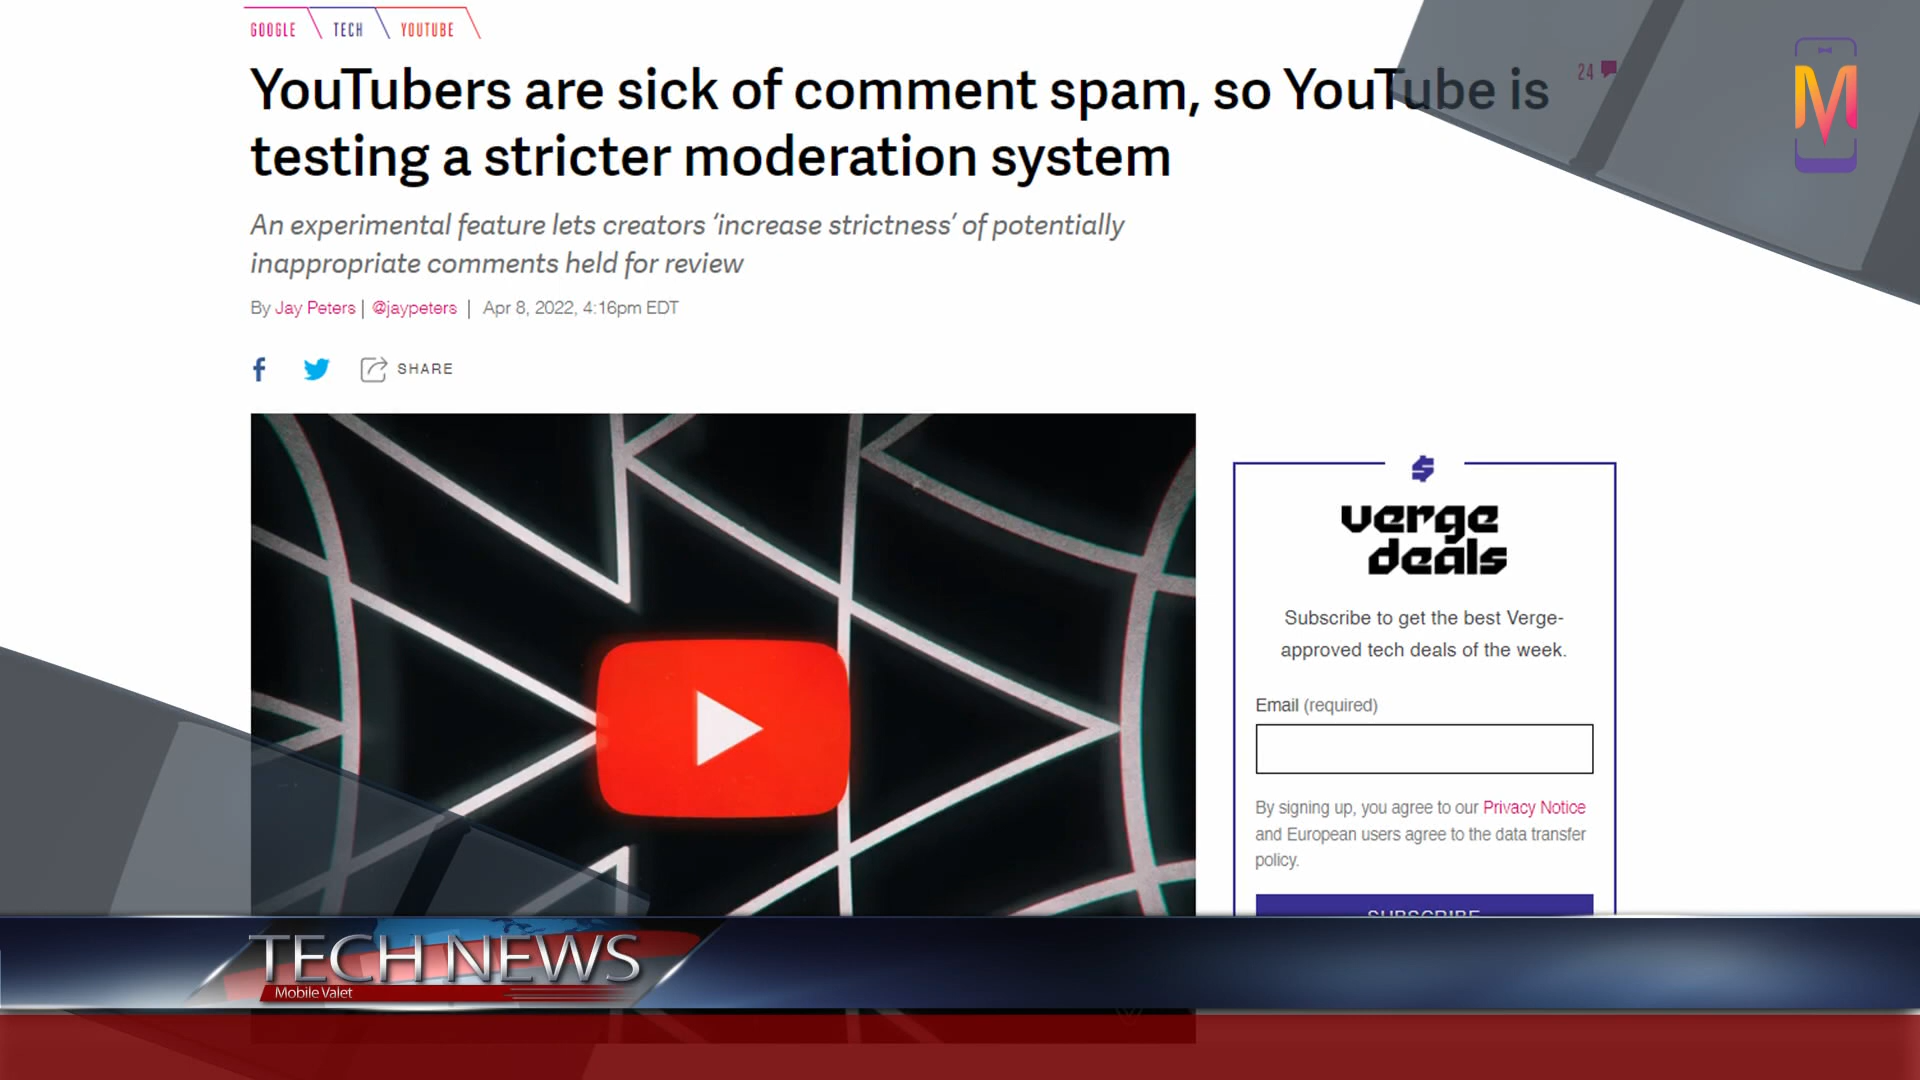 GOOGLE TECH YOUTUBE
YouTubers are sick of comment spam, so YouTube is
24
testing a stricter moderation system
An experimental feature lets creators ‘increase strictness’ of potentially
inappropriate comments held for review
By Jay Peters | @jaypeters | Apr 8, 2022, 4:16pm EDT
SHARE
verge
deals
Subscribe to get the best Verge-
approved tech deals of the week.
Email (required)
By signing up, you agree to our Privacy Notice
and European users agree to the data transfer
policy.
SUBSCRIBE
TECH NEWS
Mobile Valet
M